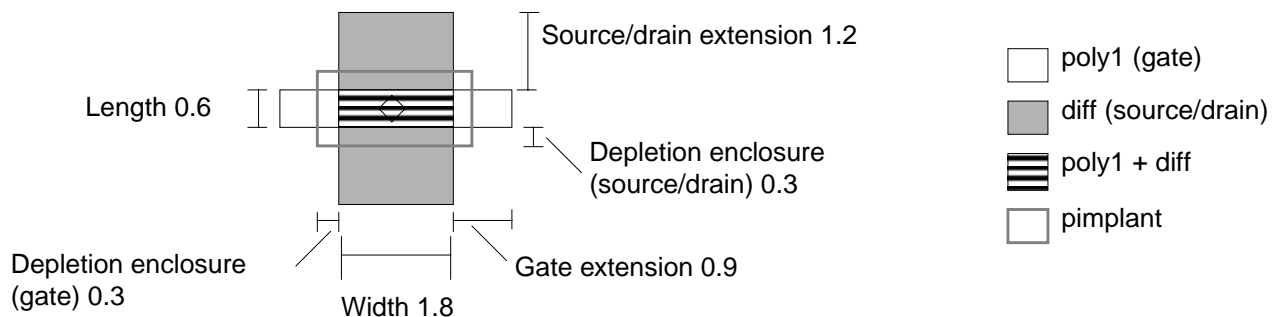 Source/drain extension 1.2
Length 0.6
Depletion enclosure
(source/drain) 0.3
Depletion enclosure
(gate) 0.3
Gate extension 0.9
Width 1.8
poly1 (gate)
diff (source/drain)
poly1 + diff
pimplant